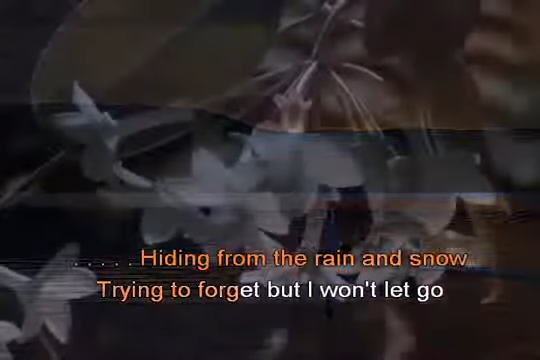 . . . . . Hiding from the rain and snow
Trying to forget but I won't let go